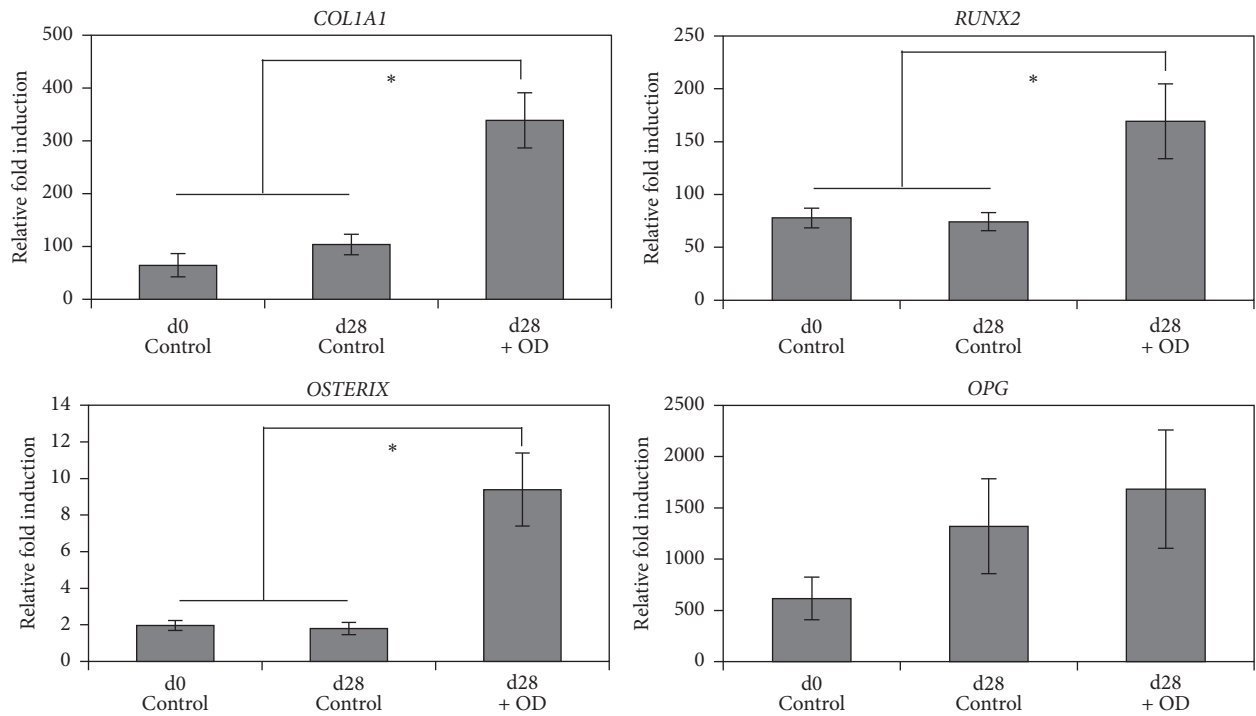 COL1A1
Relative fold induction
500
400
300
200
100
0
*
d0
Control
d28
Control
d28
+ OD
RUNX2
Relative fold induction
250
200
150
100
50
0
*
d0
Control
d28
Control
d28
+ OD
OSTERIX
Relative fold induction
14
12
10
8
6
4
2
0
*
d0
Control
d28
Control
d28
+ OD
OPG
Relative fold induction
2500
2000
1500
1000
500
0
d0
Control
d28
Control
d28
+ OD